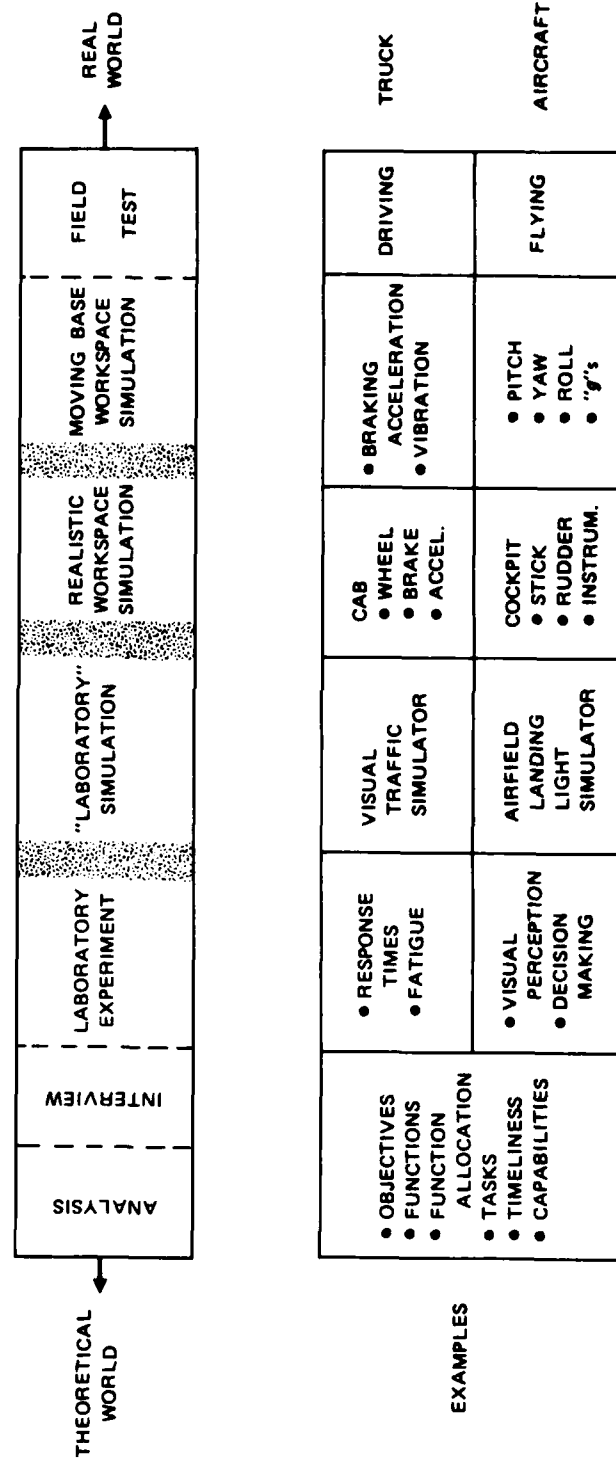 THEORETICAL
WORLD
ANALYSIS
INTERVIEW
LABORATORY
EXPERIMENT
"LABORATORY"
SIMULATION
REALISTIC
WORKSPACE
SIMULATION
MOVING BASE
WORKSPACE
SIMULATION
FIELD
TEST
REAL
WORLD
EXAMPLES
• OBJECTIVES
• FUNCTIONS
• FUNCTION
ALLOCATION
• TASKS
• TIMELINESS
• CAPABILITIES
• RESPONSE
TIMES
• FATIGUE
VISUAL
TRAFFIC
SIMULATOR
CAB
• WHEEL
• BRAKE
• ACCEL.
• BRAKING
ACCELERATION
• VIBRATION
DRIVING
TRUCK
• VISUAL
PERCEPTION
• DECISION
MAKING
AIRFIELD
LANDING
LIGHT
SIMULATOR
COCKPIT
• STICK
• RUDDER
• INSTRUM.
• PITCH
• YAW
• ROLL
• "g"s
FLYING
AIRCRAFT